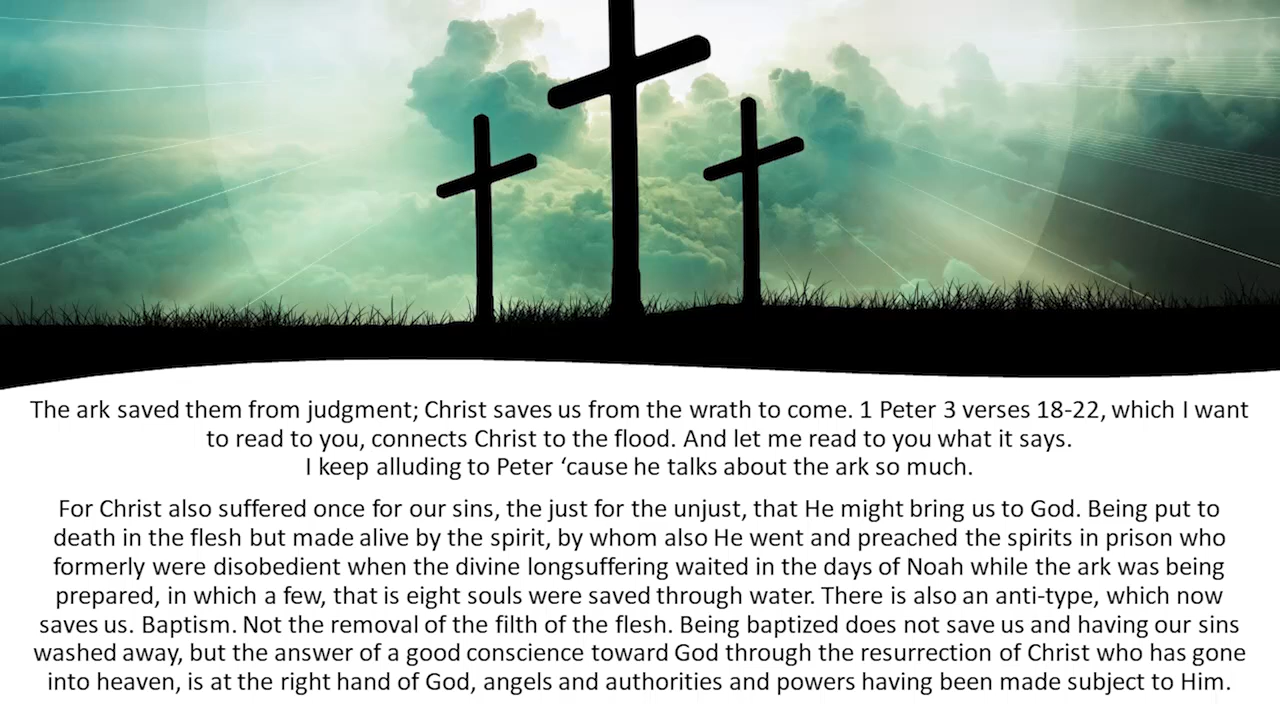 The ark saved them from judgment; Christ saves us from the wrath to come. 1 Peter 3 verses 18-22, which I want
to read to you, connects Christ to the flood. And let me read to you what it says.
I keep alluding to Peter ‘cause he talks about the ark so much.
For Christ also suffered once for our sins, the just for the unjust, that He might bring us to God. Being put to
death in the flesh but made alive by the spirit, by whom also He went and preached the spirits in prison who
formerly were disobedient when the divine longsuffering waited in the days of Noah while the ark was being
prepared, in which a few, that is eight souls were saved through water. There is also an anti-type, which now
saves us. Baptism. Not the removal of the filth of the flesh. Being baptized does not save us and having our sins
washed away, but the answer of a good conscience toward God through the resurrection of Christ who has gone
into heaven, is at the right hand of God, angels and authorities and powers having been made subject to Him.